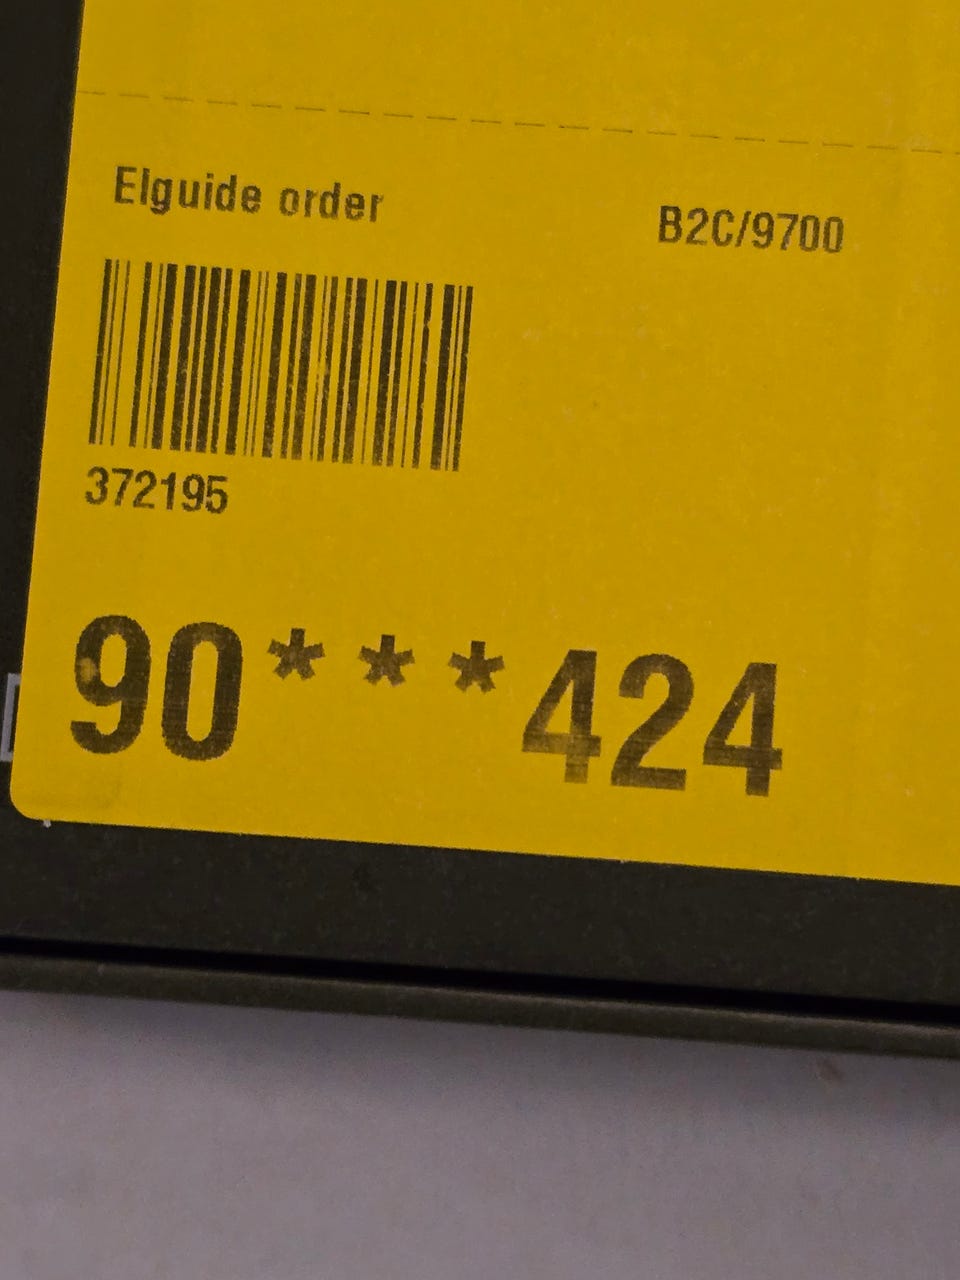 Elguide order
B2C/9700
372195
90***424